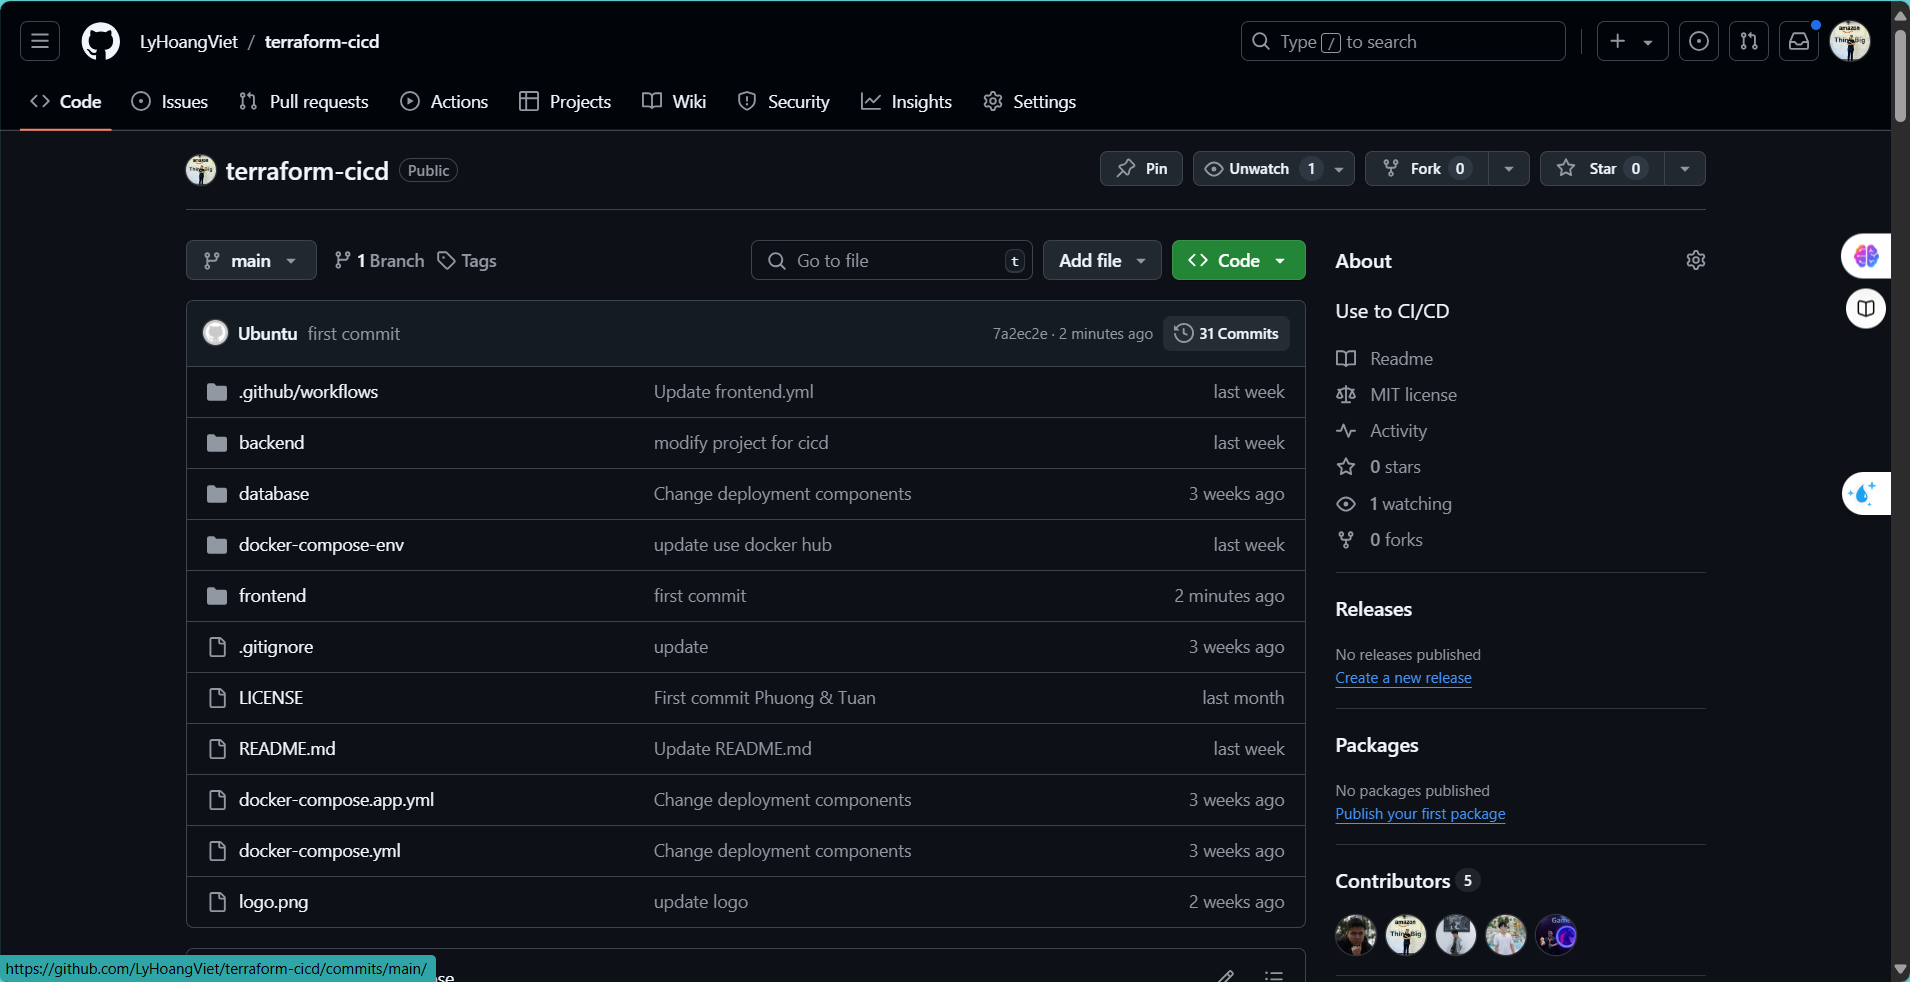 LyHoangViet / terraform-cicd
Type / to search
Code Issues Pull requests Actions Projects Wiki Security Insights Settings
terraform-cicd Public
Pin Unwatch 1 Fork 0 Star 0
main 1 Branch Tags Go to file t Add file Code
Ubuntu first commit 7a2ec2e · 2 minutes ago 31 Commits
.github/workflows Update frontend.yml last week
backend modify project for cicd last week
database Change deployment components 3 weeks ago
docker-compose-env update use docker hub last week
frontend first commit 2 minutes ago
.gitignore update 3 weeks ago
LICENSE First commit Phuong & Tuan last month
README.md Update README.md last week
docker-compose.app.yml Change deployment components 3 weeks ago
docker-compose.yml Change deployment components 3 weeks ago
logo.png update logo 2 weeks ago
About
Use to CI/CD
Readme
MIT license
Activity
0 stars
1 watching
0 forks
Releases
No releases published
Create a new release
Packages
No packages published
Publish your first package
Contributors 5
https://github.com/LyHoangViet/terraform-cicd/commits/main/